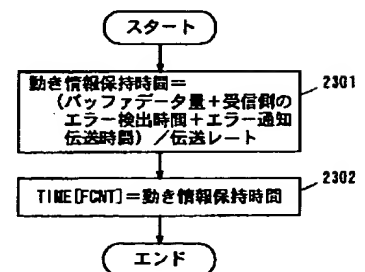 スタート
動き情報保持時間＝
(バッファデータ量＋受信側の
エラー検出時間＋エラー通知
伝送時間)／伝送レート
2301
TIME[FCNT]＝動き情報保持時間
2302
エンド